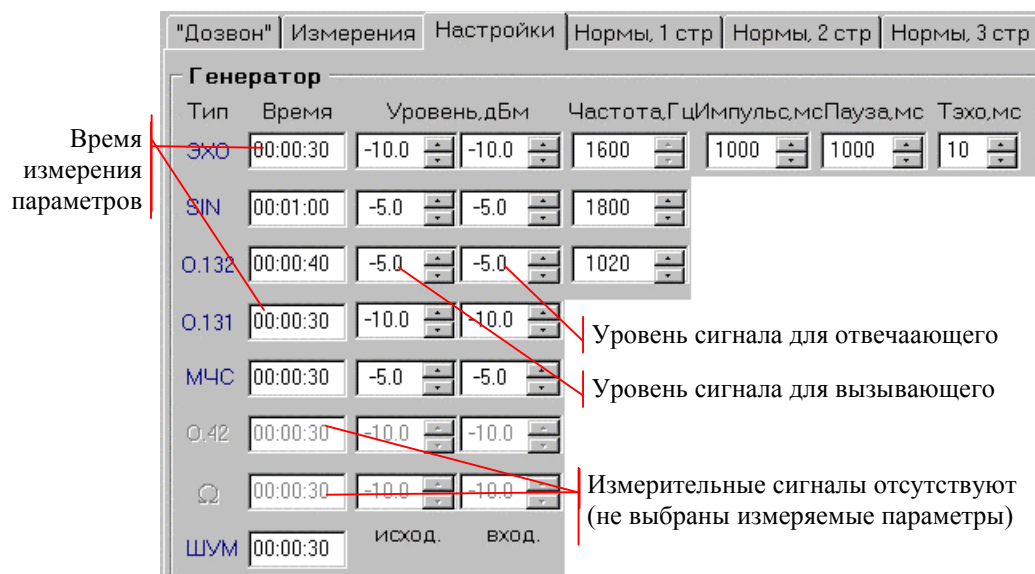 "Дозвон" Измерения Настройки Нормы, 1 стр Нормы, 2 стр Нормы, 3 стр
Генератор
Тип Время Уровень,дБм Частота,Гц Импульс,мс Пауза,мс Тэхо,мс
ЭХО 00:00:30 -10.0 -10.0 1600 1000 1000 10
SIN 00:01:00 -5.0 -5.0 1800
O.132 00:00:40 -5.0 -5.0 1020
O.131 00:00:30 -10.0 -10.0
МЧС 00:00:30 -5.0 -5.0
O.42 00:00:30 -10.0 -10.0
Ω 00:00:30 -10.0 -10.0
ШУМ 00:00:30 исход. вход.
Время
измерения
параметров
Уровень сигнала для отвечаающего
Уровень сигнала для вызывающего
Измерительные сигналы отсутствуют
(не выбраны измеряемые параметры)